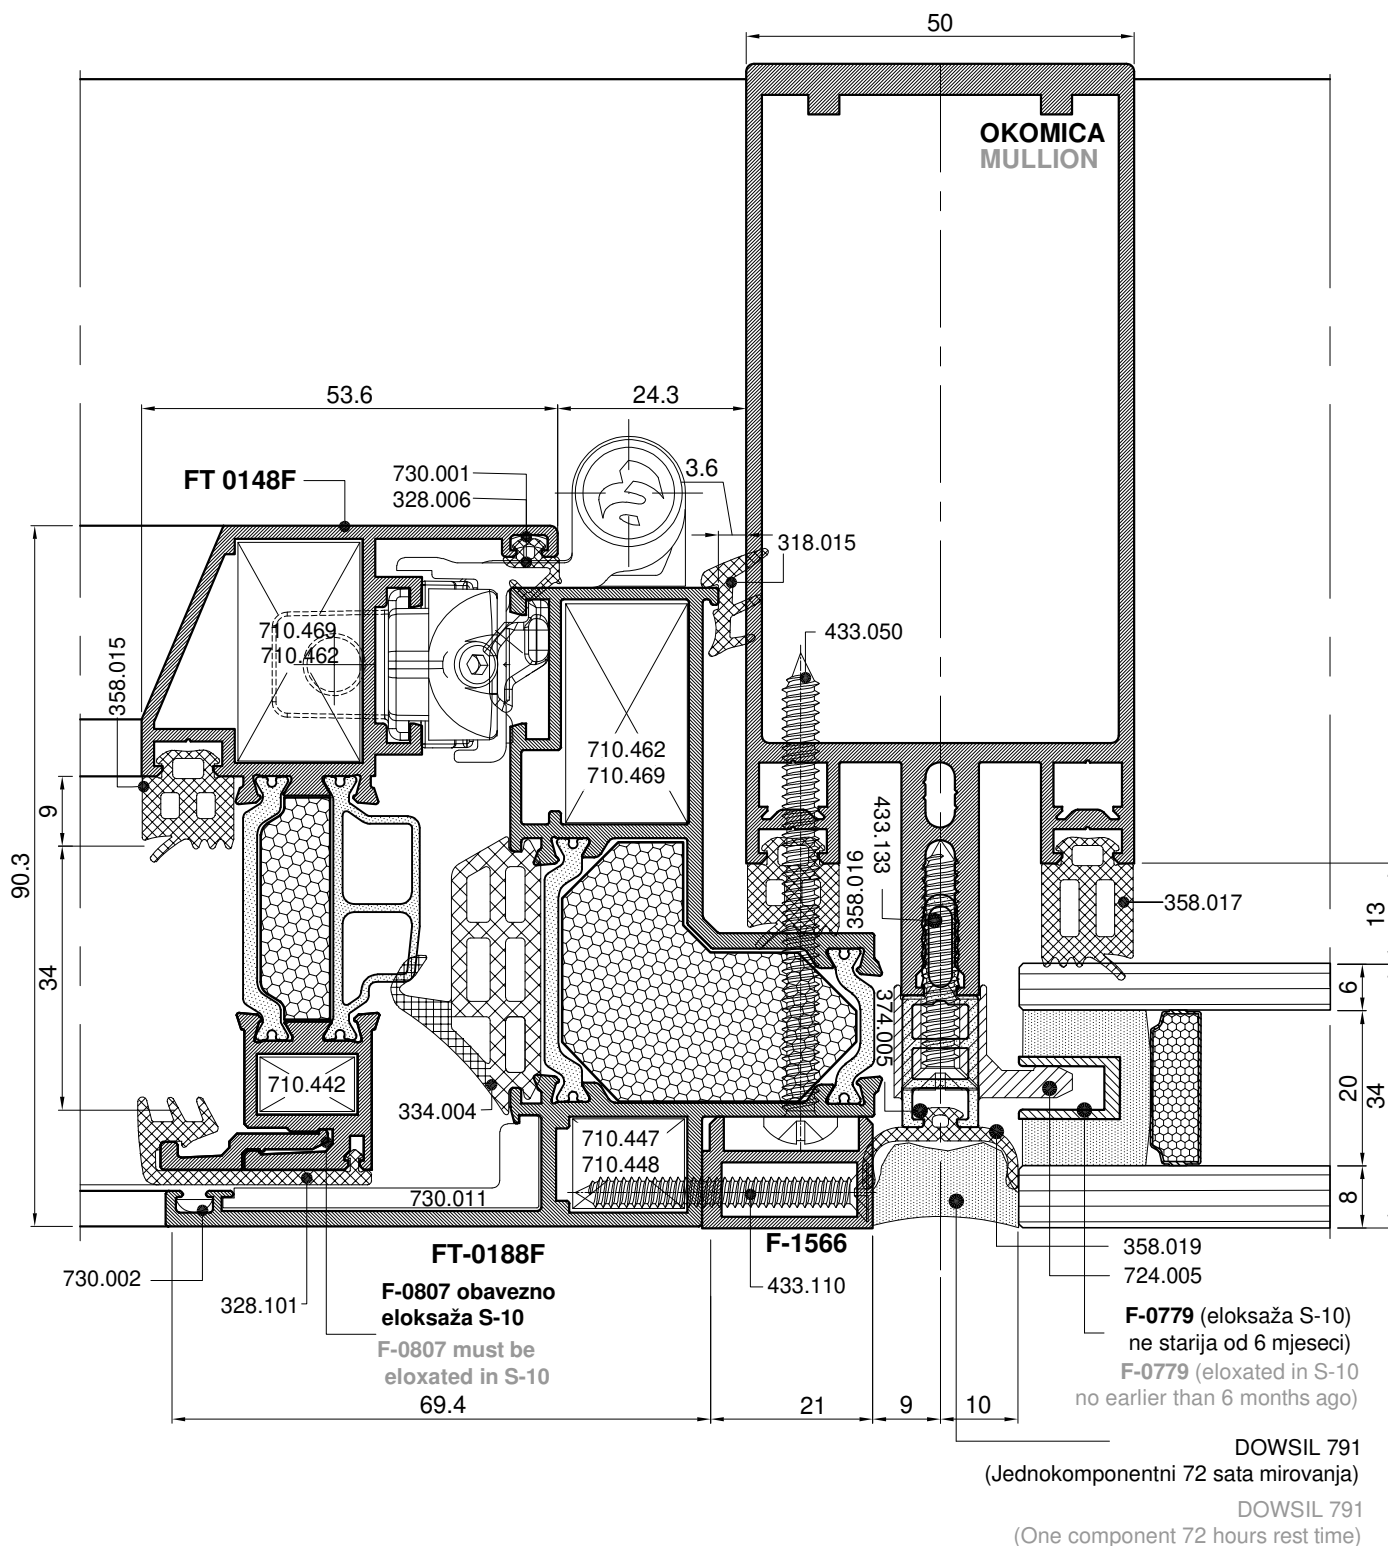 50
OKOMICA
MULLION
53.6
24.3
FT 0148F
730.001
328.006
3.6
318.015
433.050
358.015
710.469
710.462
710.462
710.469
9
90.3
34
358.016
433.133
358.017
13
6
374.005
20
34
8
710.442
334.004
710.447
710.448
730.011
FT-0188F
F-1566
730.002
328.101
433.110
358.019
724.005
F-0807 obavezno
eloksaža S-10
F-0807 must be
eloxated in S-10
F-0779 (eloksaža S-10)
ne starija od 6 mjeseci)
F-0779 (eloxated in S-10
no earlier than 6 months ago)
69.4
21
9
10
DOWSIL 791
(Jednokomponentni 72 sata mirovanja)
DOWSIL 791
(One component 72 hours rest time)